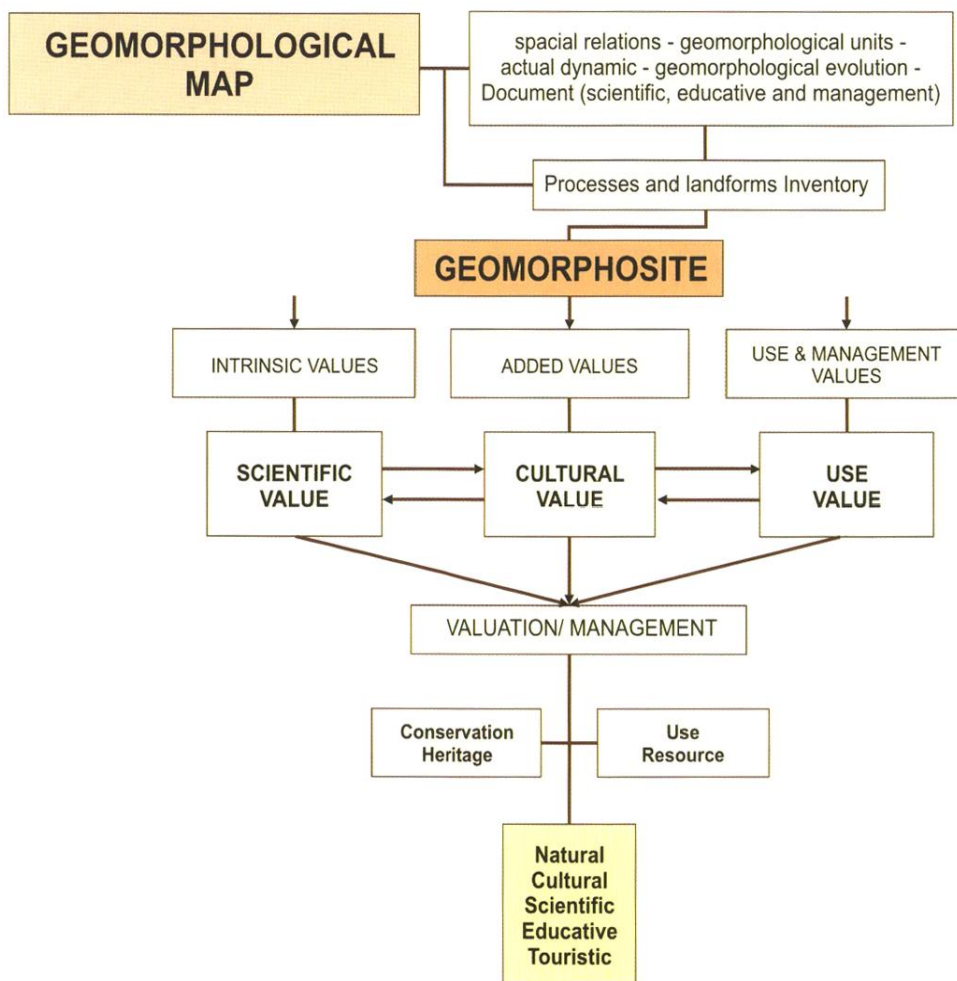 GEOMORPHOLOGICAL
MAP
spacial relations - geomorphological units -
actual dynamic - geomorphological evolution -
Document (scientific, educative and management)
Processes and landforms Inventory
GEOMORPHOSITE
INTRINSIC VALUES
ADDED VALUES
USE & MANAGEMENT
VALUES
SCIENTIFIC
VALUE
CULTURAL
VALUE
USE
VALUE
VALUATION/ MANAGEMENT
Conservation
Heritage
Use
Resource
Natural
Cultural
Scientific
Educative
Touristic